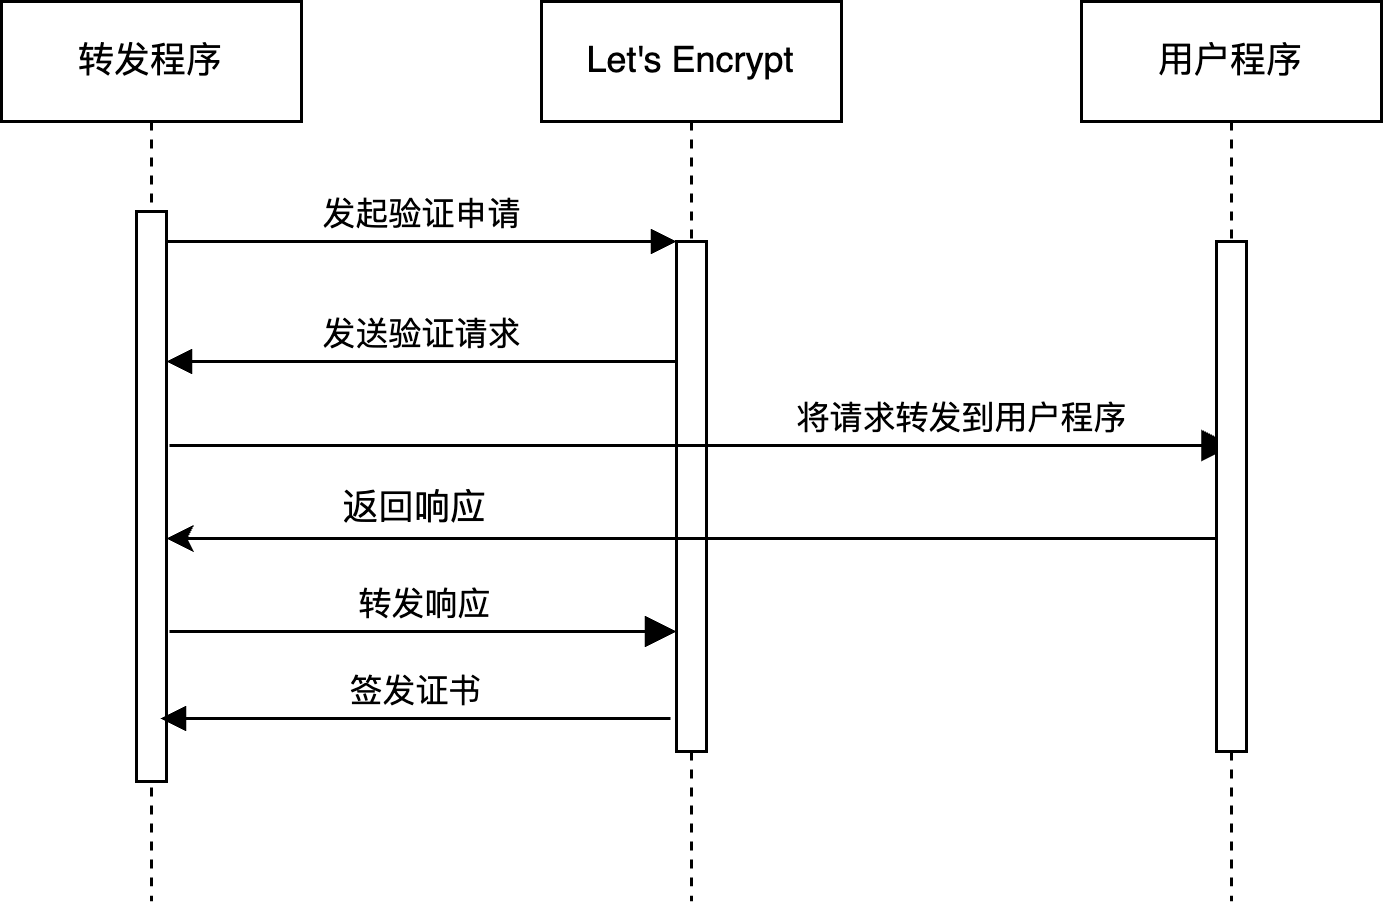 转发程序
Let's Encrypt
用户程序
发起验证申请
发送验证请求
将请求转发到用户程序
返回响应
转发响应
签发证书